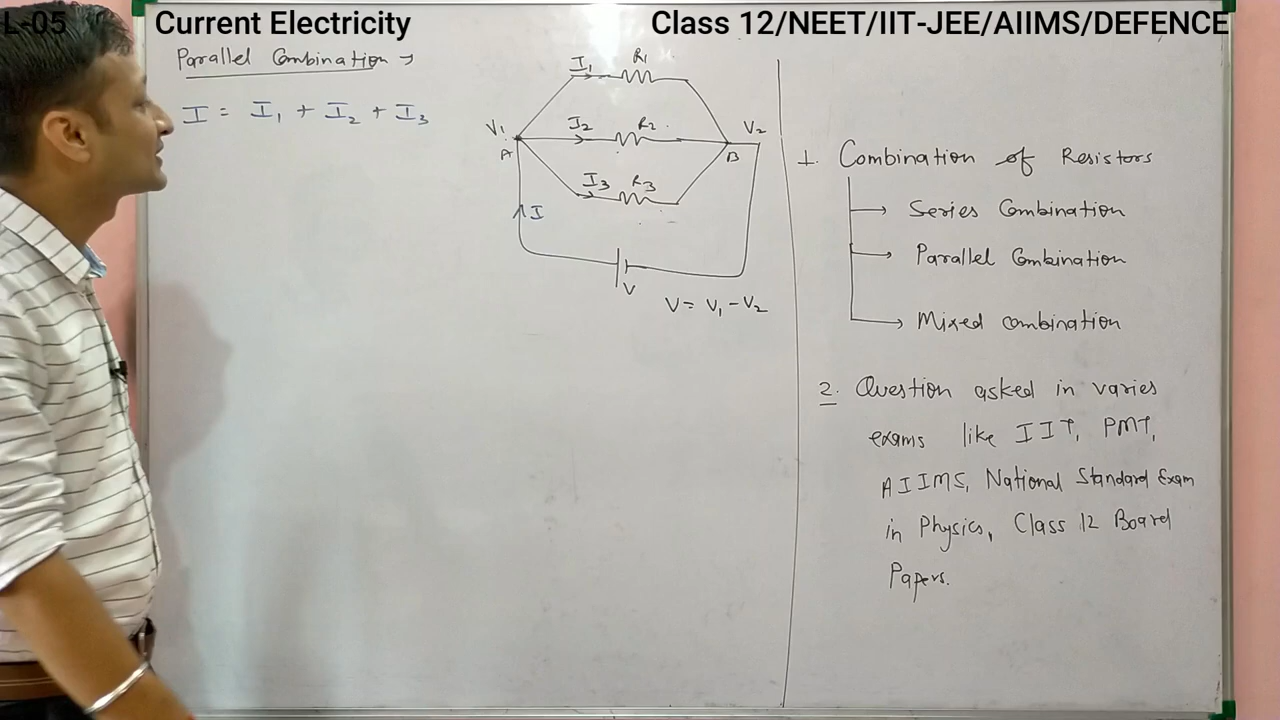 L-05 Current Electricity Class 12/NEET/IIT-JEE/AIIMS/DEFENCE
Parallel Combination →
I = I₁ + I₂ + I₃
I₁ R₁
V₁ I₂ R₂ V₂
A B
I₃ R₃
I
V
V = V₁ - V₂
1. Combination of Resistors
→ Series Combination
→ Parallel Combination
→ Mixed Combination
2. Question asked in varies
exams like IIT, PMT,
AIIMS, National Standard Exam
in Physics, Class 12 Board
Papers.